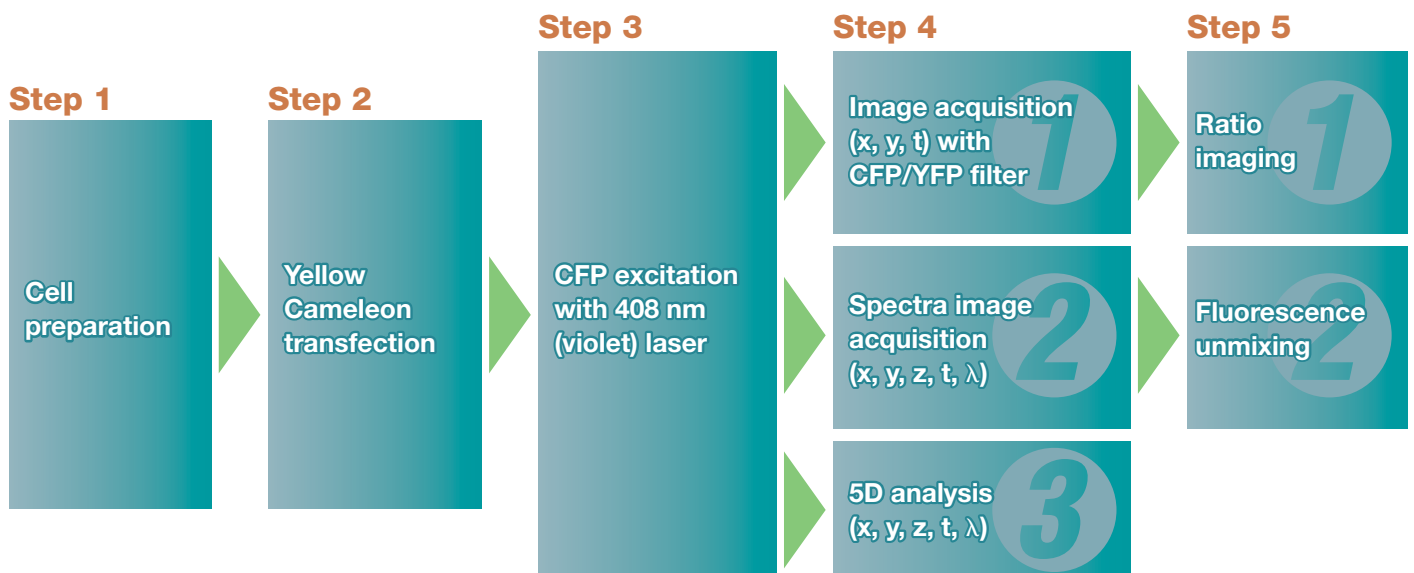 Step 1
Cell
preparation
Step 2
Yellow
Cameleon
transfection
Step 3
CFP excitation
with 408 nm
(violet) laser
Step 4
Image acquisition
(x, y, t) with
CFP/YFP filter
1
Spectra image
acquisition
(x, y, z, t, λ)
2
5D analysis
(x, y, z, t, λ)
3
Step 5
Ratio
imaging
1
Fluorescence
unmixing
2